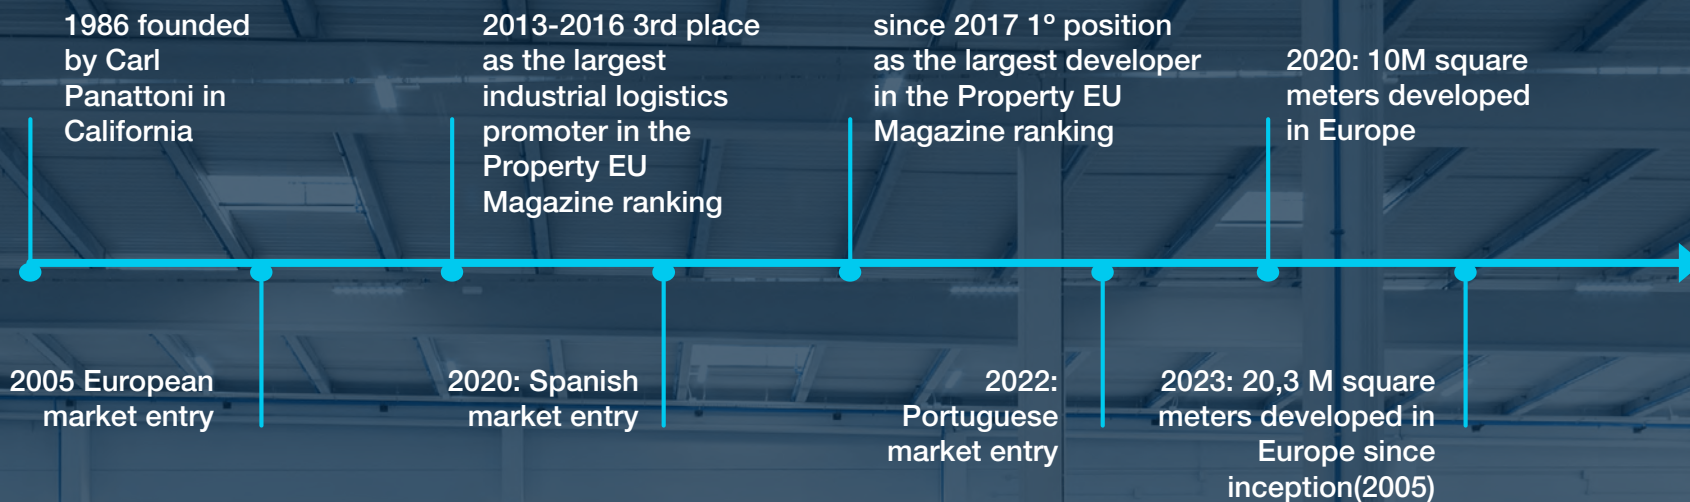 1986 founded
by Carl
Panattoni in
California
2013-2016 3rd place
as the largest
industrial logistics
promoter in the
Property EU
Magazine ranking
since 2017 1º position
as the largest developer
in the Property EU
Magazine ranking
2020: 10M square
meters developed
in Europe
2005 European
market entry
2020: Spanish
market entry
2022:
Portuguese
market entry
2023: 20,3 M square
meters developed in
Europe since
inception(2005)